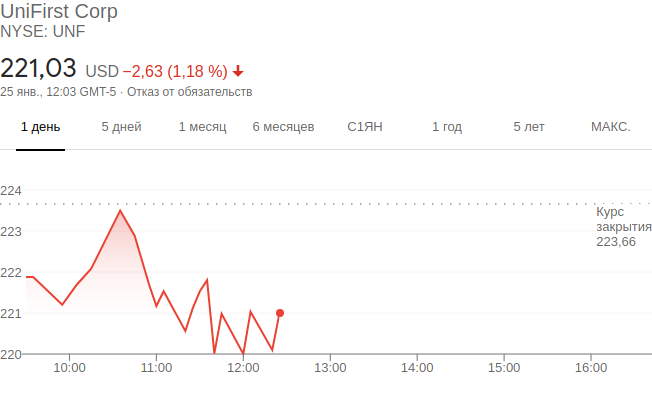 UniFirst Corp
NYSE: UNF
221,03 USD −2,63 (1,18 %)
25 янв., 12:03 GMT-5 · Отказ от обязательств
1 день 5 дней 1 месяц 6 месяцев С1ЯН 1 год 5 лет МАКС.
224
Курс
закрытия
223,66
223
222
221
220
10:00 11:00 12:00 13:00 14:00 15:00 16:00